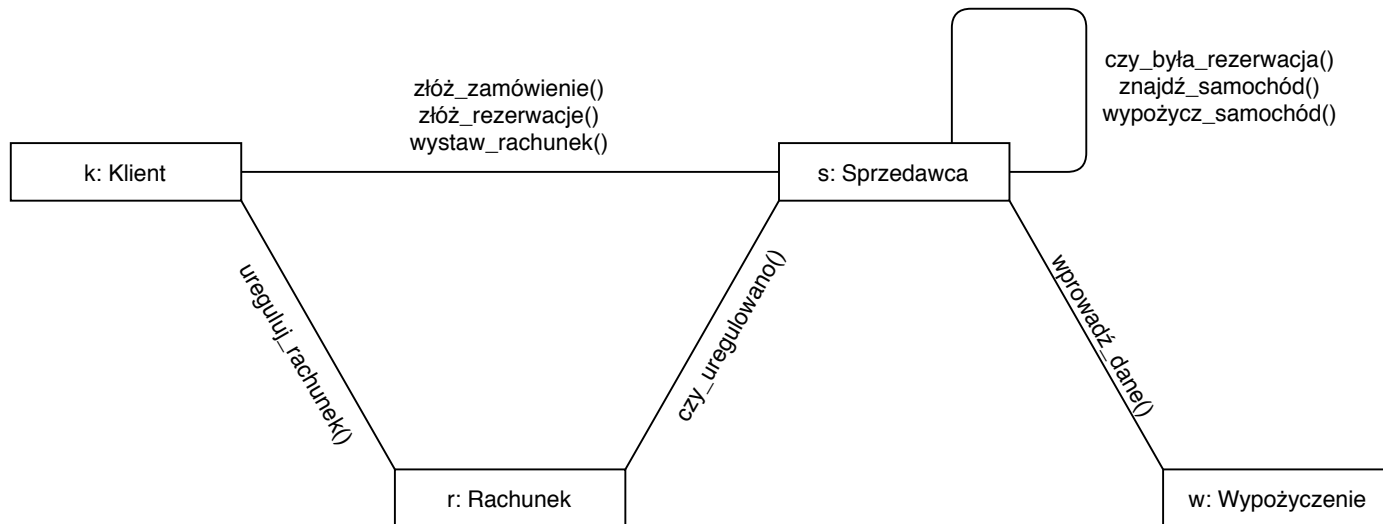 złóż_zamówienie()
złóż_rezerwacje()
wystaw_rachunek()
czy_była_rezerwacja()
znajdź_samochód()
wypożycz_samochód()
k: Klient
s: Sprzedawca
ureguluj_rachunek()
czy_uregulowano()
wprowadź_dane()
r: Rachunek
w: Wypożyczenie